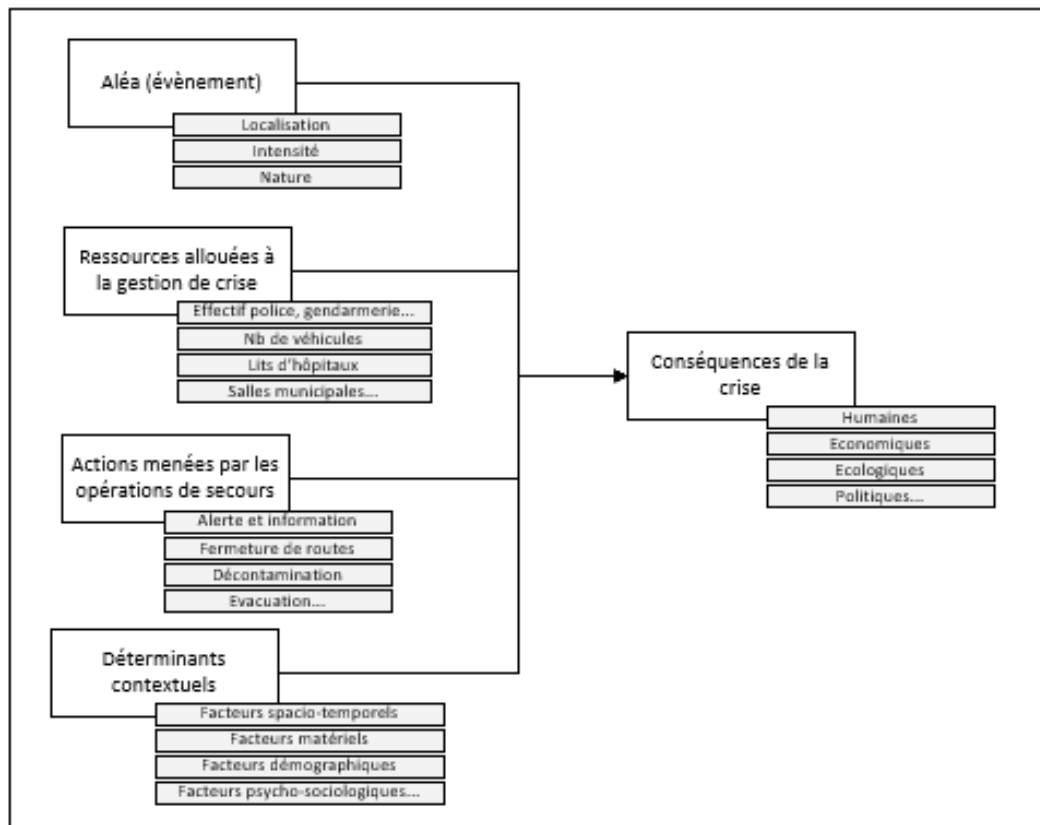 Aléa (évènement)
Localisation
Intensité
Nature
Ressources allouées à
la gestion de crise
Effectif police, gendarmerie...
Nb de véhicules
Lits d'hôpitaux
Salles municipales...
Actions menées par les
opérations de secours
Alerte et information
Fermeture de routes
Décontamination
Evacuation...
Déterminants
contextuels
Facteurs spacio-temporels
Facteurs matériels
Facteurs démographiques
Facteurs psycho-sociologiques...
Conséquences de la
crise
Humaines
Economiques
Ecologiques
Politiques...